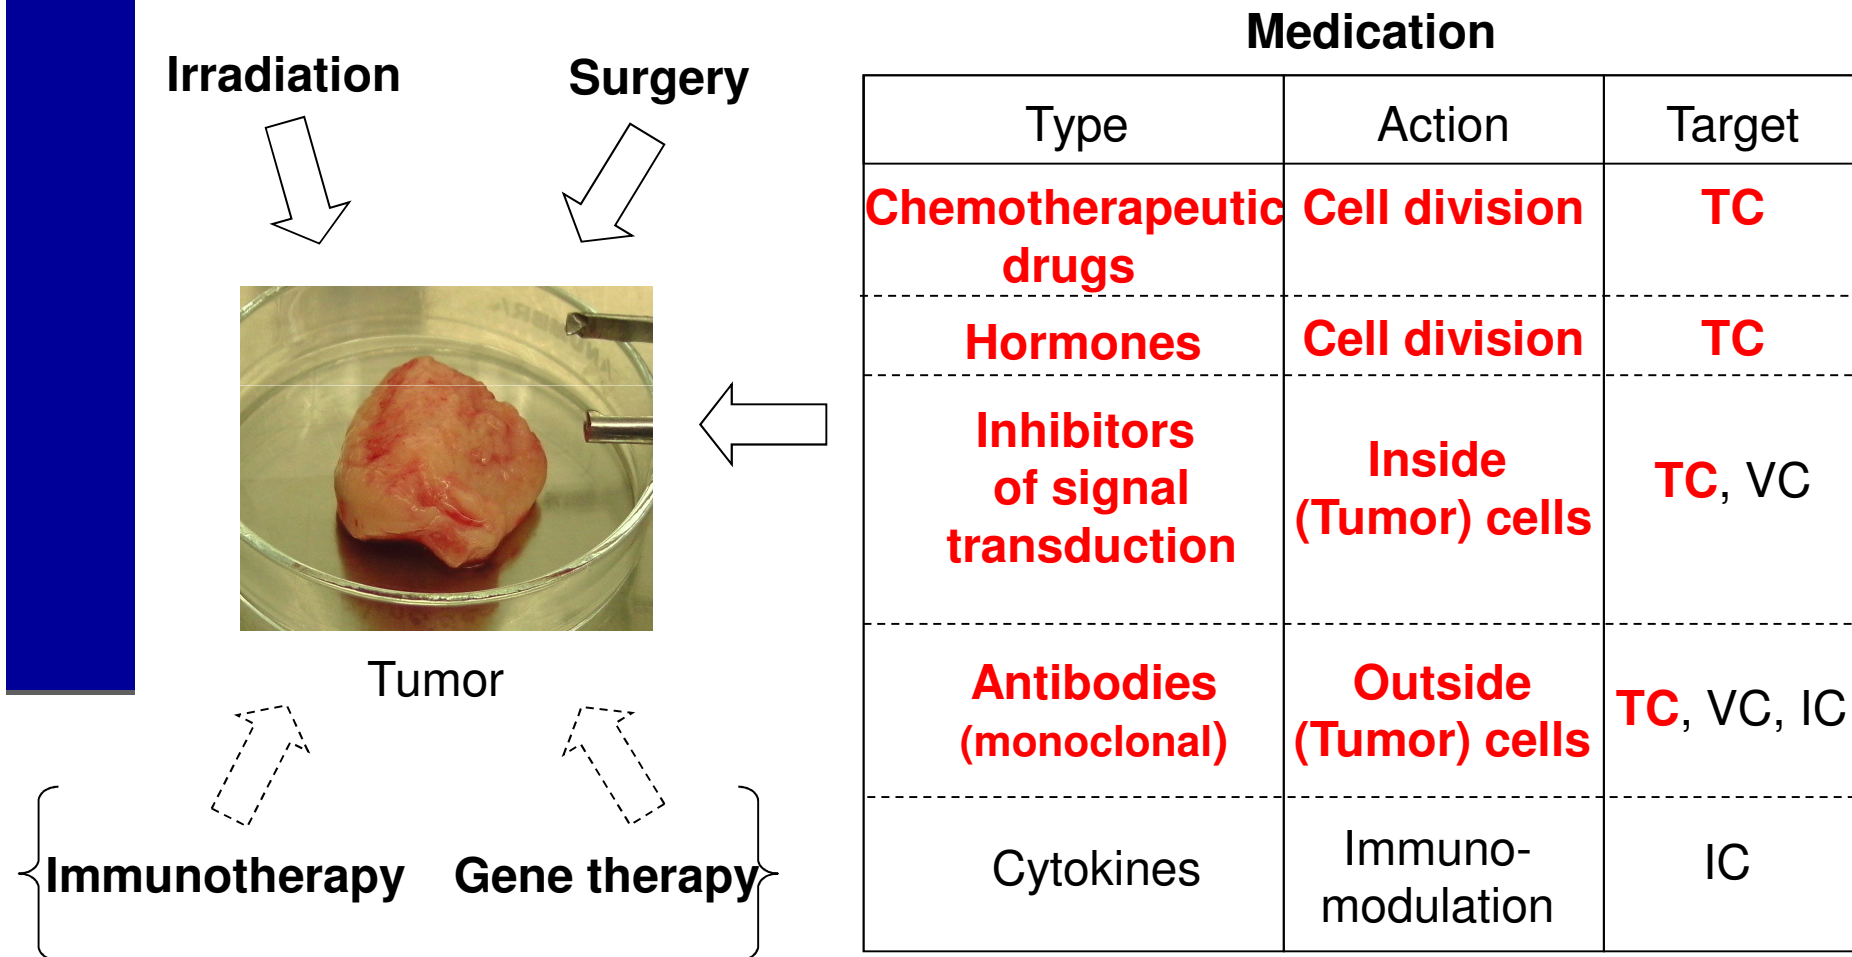 Irradiation
Surgery
Tumor
Immunotherapy
Gene therapy
Medication
Type Action Target
Chemotherapeutic Cell division TC
drugs
Hormones Cell division TC
Inhibitors
of signal
transduction
Inside
(Tumor) cells
TC, VC
Antibodies
(monoclonal)
Outside
(Tumor) cells
TC, VC, IC
Cytokines
Immuno-
modulation
IC